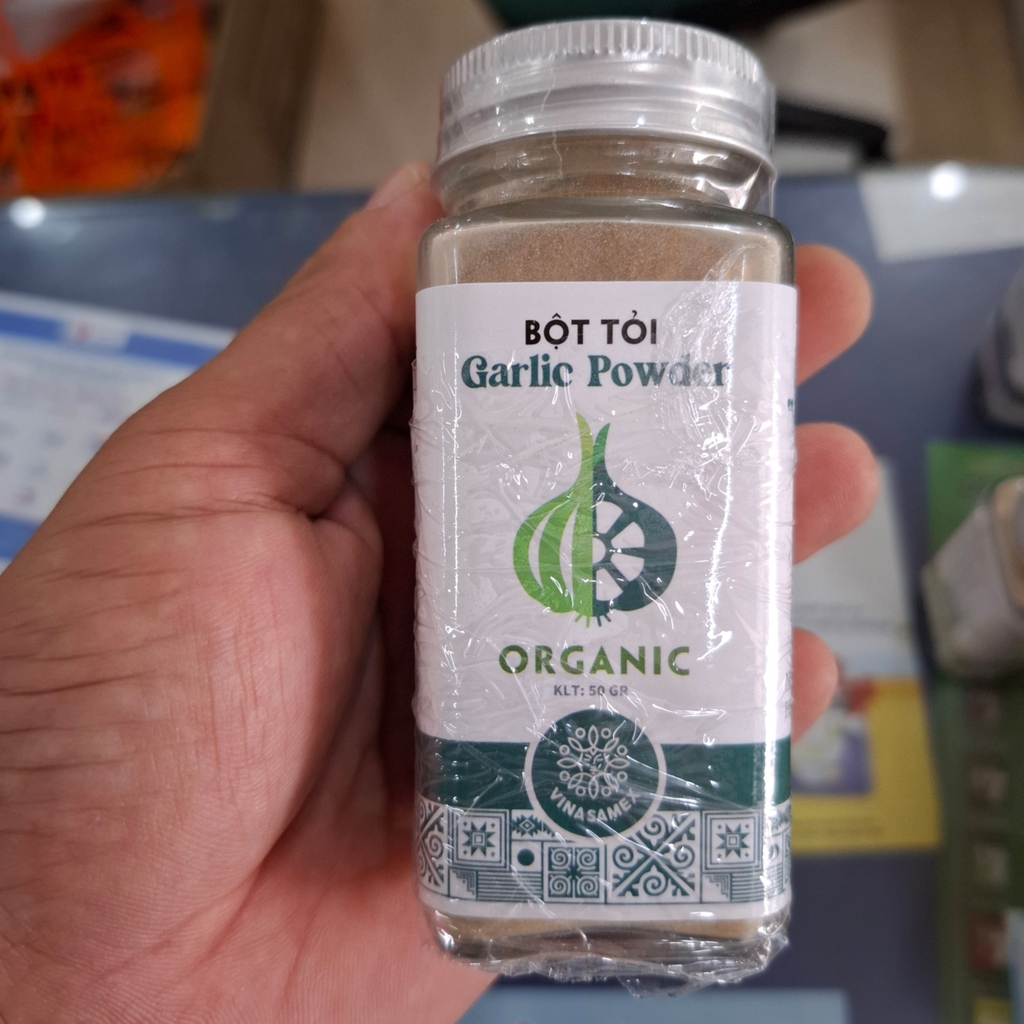 BỘT TỎI
Garlic Powder
ORGANIC
KLT: 50 GR
VINASAMEX